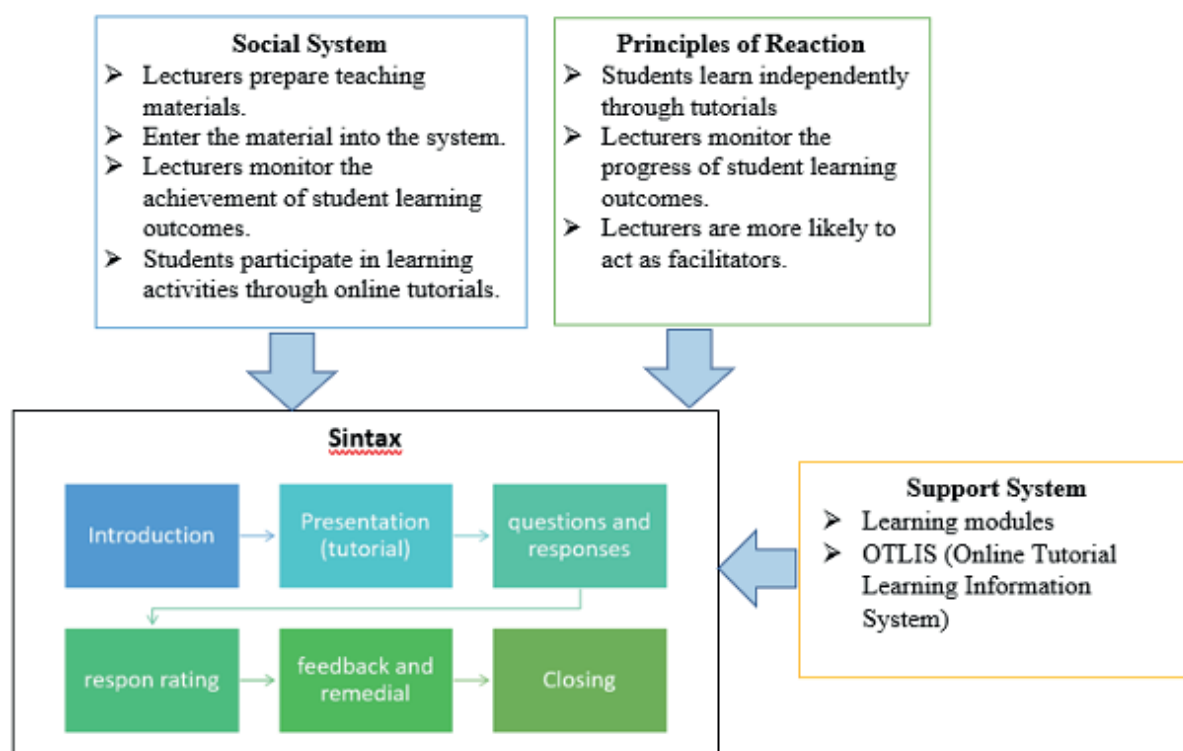 Social System
➢ Lecturers prepare teaching
materials.
➢ Enter the material into the system.
➢ Lecturers monitor the
achievement of student learning
outcomes.
➢ Students participate in learning
activities through online tutorials.
Principles of Reaction
➢ Students learn independently
through tutorials
➢ Lecturers monitor the
progress of student learning
outcomes.
➢ Lecturers are more likely to
act as facilitators.
Sintax
Introduction
Presentation
(tutorial)
questions and
responses
respon rating
feedback and
remedial
Closing
Support System
➢ Learning modules
➢ OTLIS (Online Tutorial
Learning Information
System)